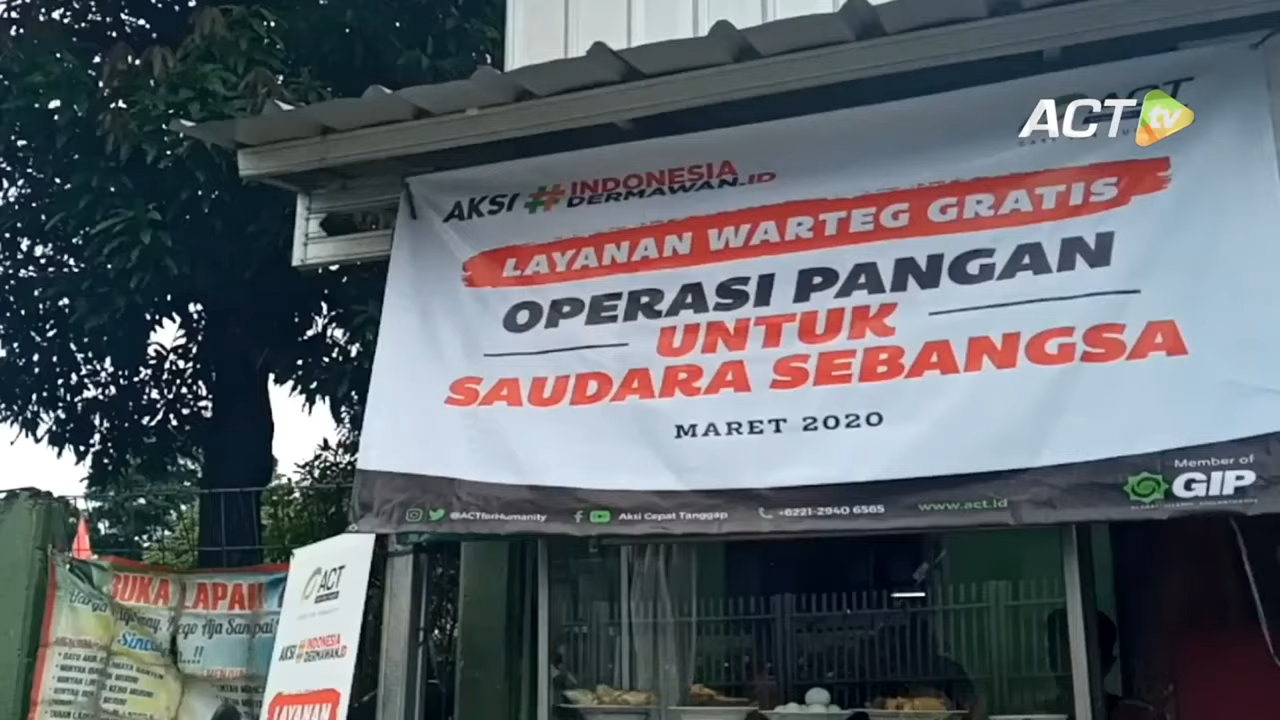 ACT tv
ACT
AKSI #INDONESIA
DERMAWAN.ID
LAYANAN WARTEG GRATIS
OPERASI PANGAN
UNTUK
SAUDARA SEBANGSA
MARET 2020
Member of
GIP
@ACTforHumanity
Aksi Cepat Tanggap
+6221-2940 6565
www.act.id
BUKA LAPAK
ACT
AKSI #INDONESIA
DERMAWAN.ID
LAYANAN